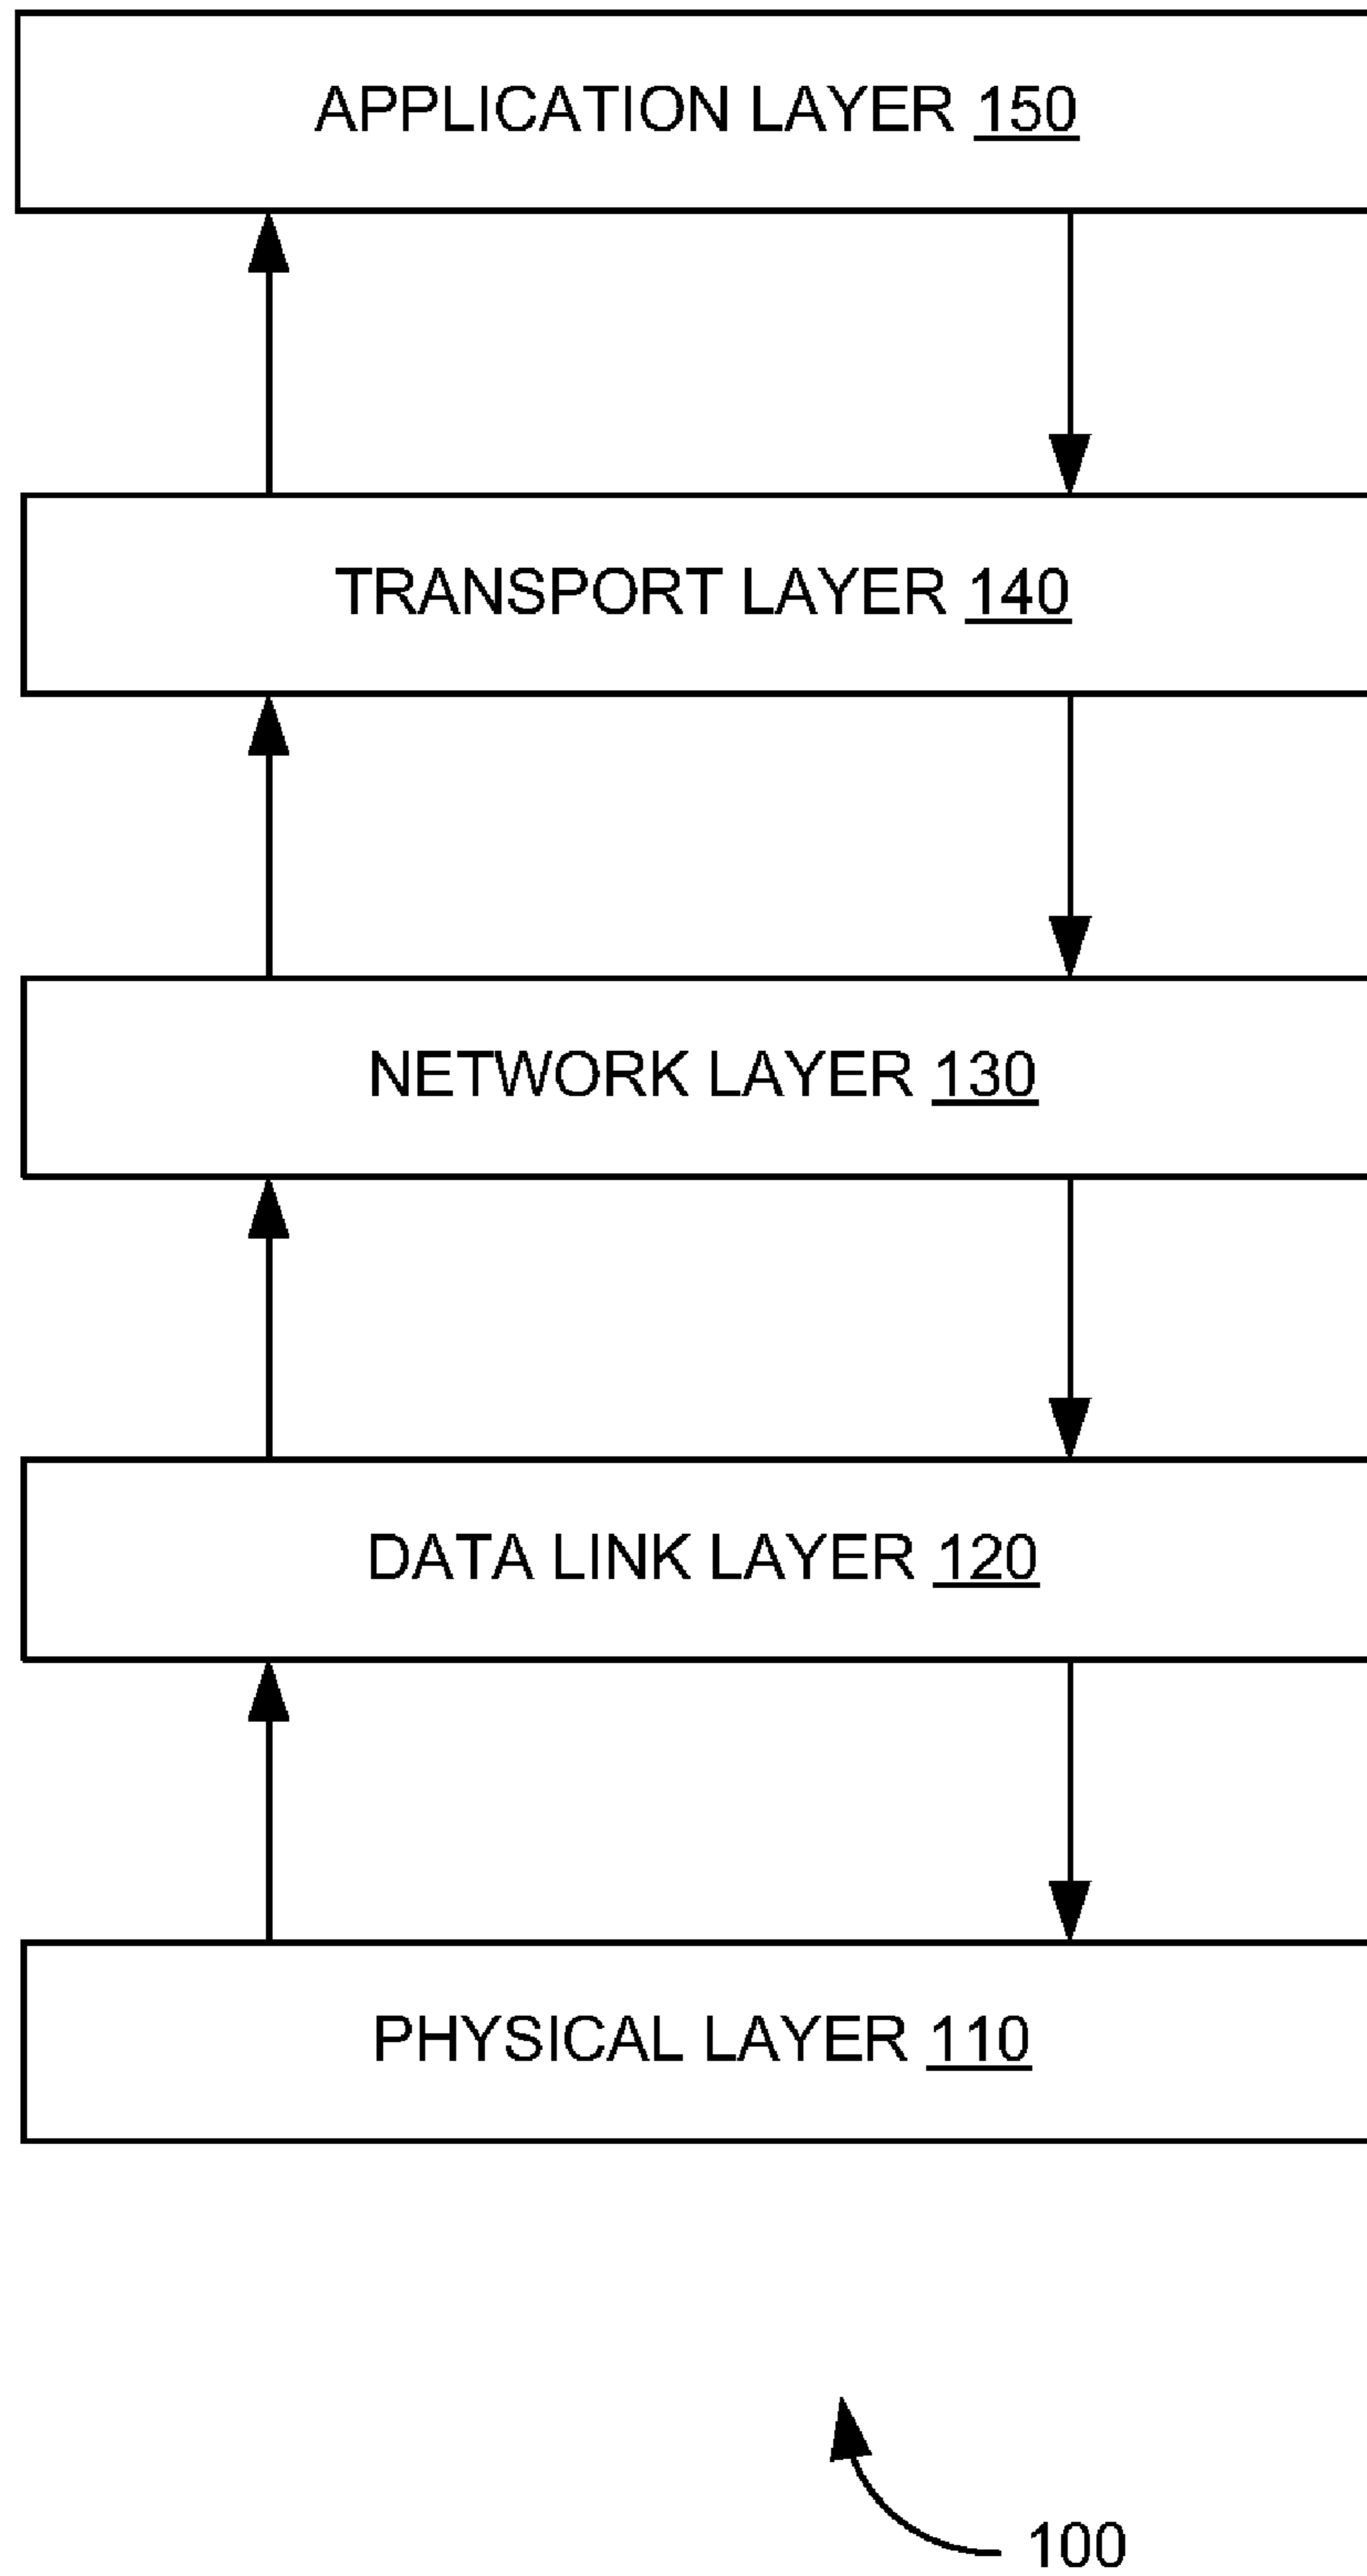 APPLICATION LAYER 150
TRANSPORT LAYER 140
NETWORK LAYER 130
DATA LINK LAYER 120
PHYSICAL LAYER 110
100